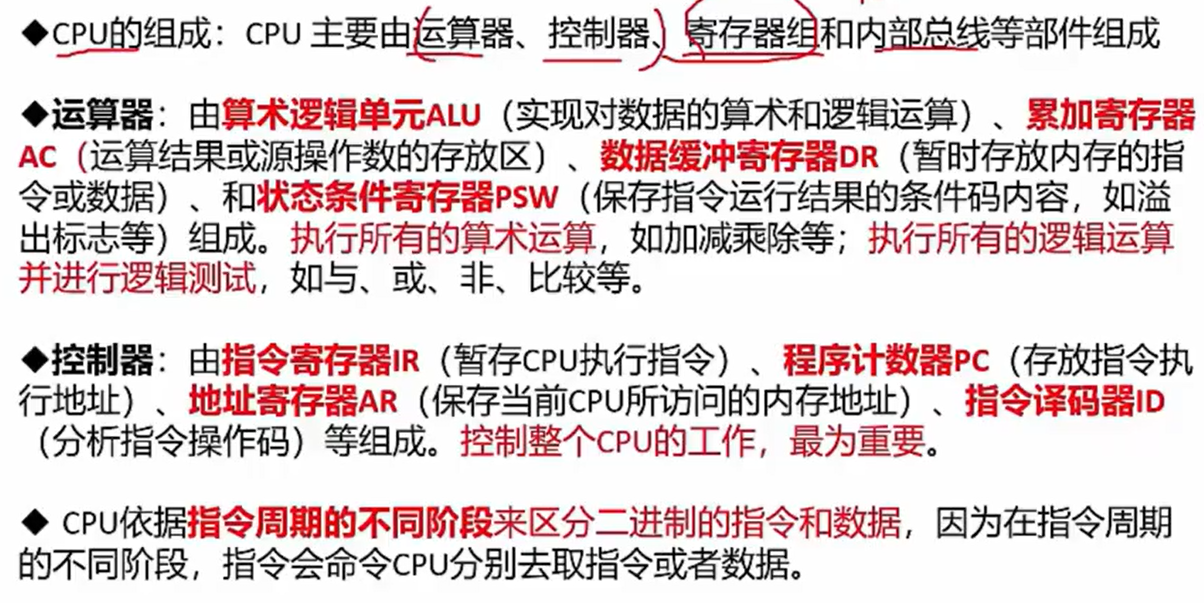 ◆CPU的组成：CPU 主要由运算器、控制器、寄存器组和内部总线等部件组成
◆运算器：由算术逻辑单元ALU（实现对数据的算术和逻辑运算）、累加寄存器
AC（运算结果或源操作数的存放区）、数据缓冲寄存器DR（暂时存放内存的指
令或数据）、和状态条件寄存器PSW（保存指令运行结果的条件码内容，如溢
出标志等）组成。执行所有的算术运算，如加减乘除等；执行所有的逻辑运算
并进行逻辑测试，如与、或、非、比较等。
◆控制器：由指令寄存器IR（暂存CPU执行指令）、程序计数器PC（存放指令执
行地址）、地址寄存器AR（保存当前CPU所访问的内存地址）、指令译码器ID
（分析指令操作码）等组成。控制整个CPU的工作，最为重要。
◆ CPU依据指令周期的不同阶段来区分二进制的指令和数据，因为在指令周期
的不同阶段，指令会命令CPU分别去取指令或者数据。